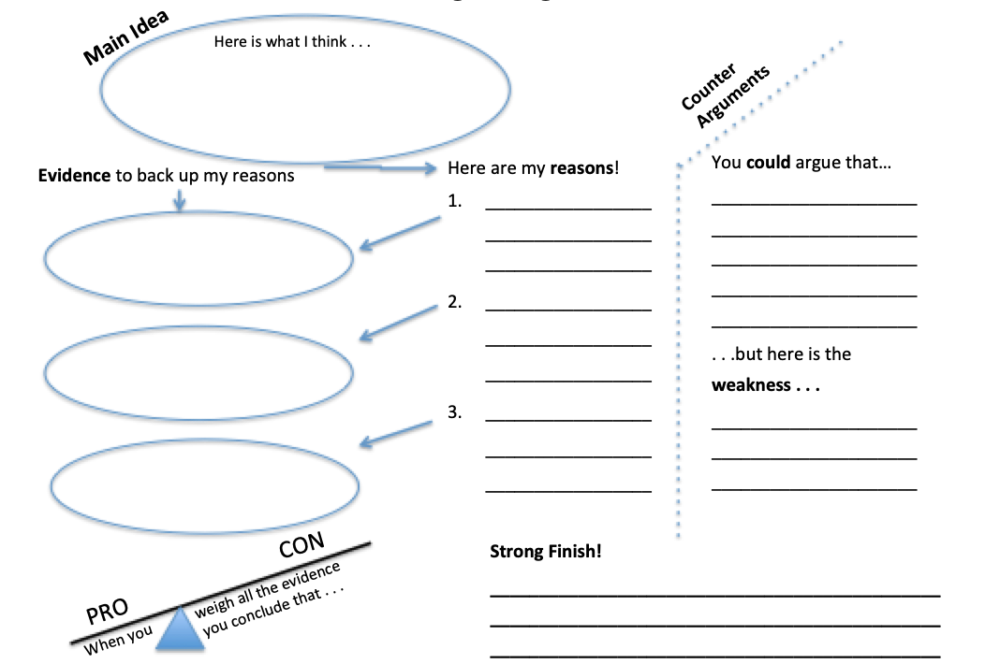 Main Idea
Here is what I think . . .
Evidence to back up my reasons
Here are my reasons!
1.
2.
3.
Counter
Arguments
You could argue that...
. . .but here is the
weakness . . .
PRO
CON
When you weigh all the evidence
you conclude that . . .
Strong Finish!